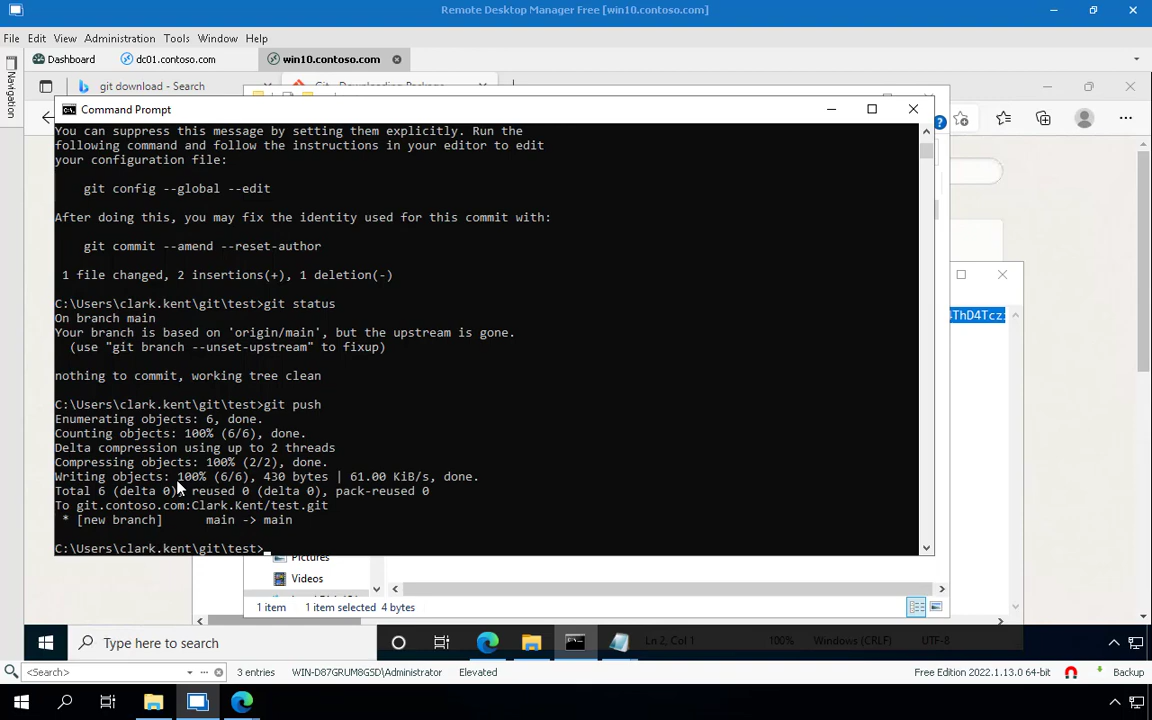 Remote Desktop Manager Free [win10.contoso.com]
File Edit View Administration Tools Window Help
Dashboard dc01.contoso.com win10.contoso.com
Navigation
git download - Search
Command Prompt
You can suppress this message by setting them explicitly. Run the
following command and follow the instructions in your editor to edit
your configuration file:
git config --global --edit
After doing this, you may fix the identity used for this commit with:
git commit --amend --reset-author
1 file changed, 2 insertions(+), 1 deletion(-)
C:\Users\clark.kent\git\test>git status
On branch main
Your branch is based on 'origin/main', but the upstream is gone.
(use "git branch --unset-upstream" to fixup)
nothing to commit, working tree clean
C:\Users\clark.kent\git\test>git push
Enumerating objects: 6, done.
Counting objects: 100% (6/6), done.
Delta compression using up to 2 threads
Compressing objects: 100% (2/2), done.
Writing objects: 100% (6/6), 430 bytes | 61.00 KiB/s, done.
Total 6 (delta 0), reused 0 (delta 0), pack-reused 0
To git.contoso.com:Clark.Kent/test.git
* [new branch] main -> main
C:\Users\clark.kent\git\test>
Pictures
Videos
1 item 1 item selected 4 bytes
Type here to search
Ln 2, Col 1 100% Windows (CRLF) UTF-8
<Search> 3 entries WIN-D87GRUM8GSD\Administrator Elevated Free Edition 2022.1.13.0 64-bit Backup